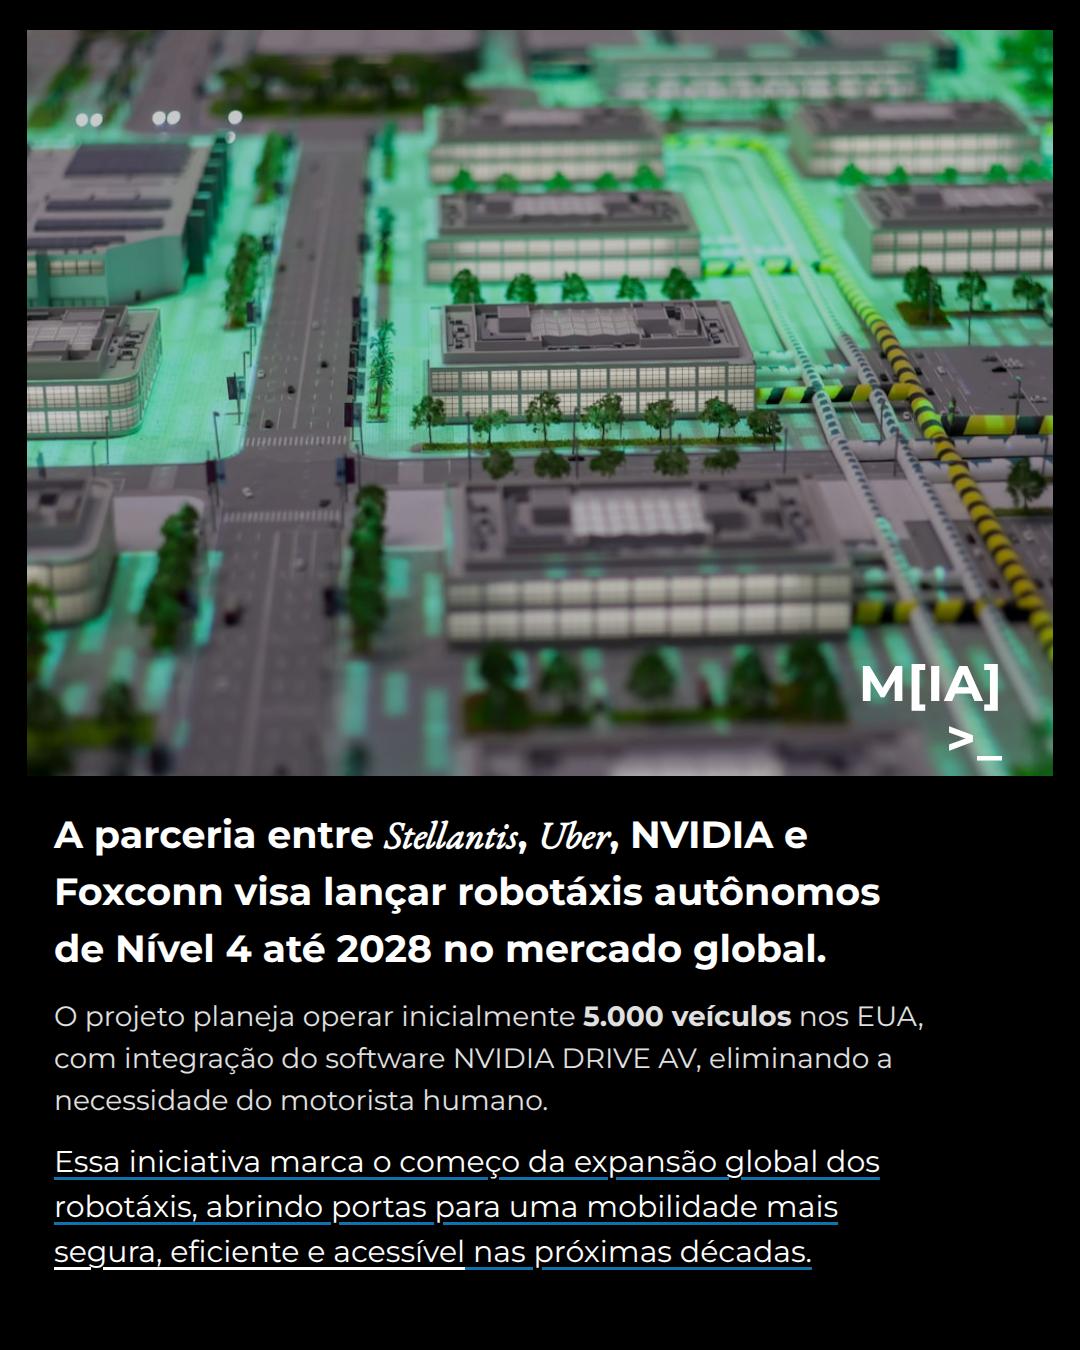 M[IA]
>_
A parceria entre Stellantis, Uber, NVIDIA e
Foxconn visa lançar robotáxis autônomos
de Nível 4 até 2028 no mercado global.
O projeto planeja operar inicialmente 5.000 veículos nos EUA,
com integração do software NVIDIA DRIVE AV, eliminando a
necessidade do motorista humano.
Essa iniciativa marca o começo da expansão global dos
robotáxis, abrindo portas para uma mobilidade mais
segura, eficiente e acessível nas próximas décadas.